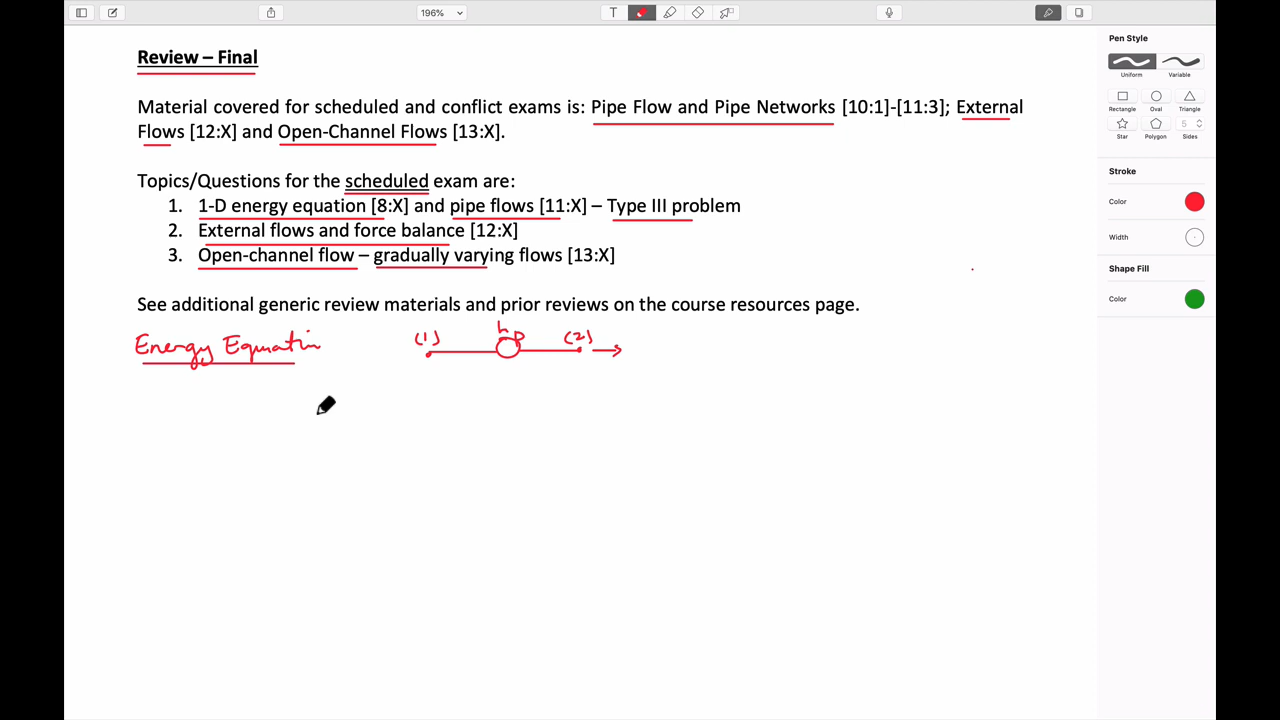 196%
T
Pen Style
Uniform
Variable
Rectangle
Oval
Triangle
Star
Polygon
5
Sides
Stroke
Color
Width
Shape Fill
Color
Review – Final
Material covered for scheduled and conflict exams is: Pipe Flow and Pipe Networks [10:1]-[11:3]; External
Flows [12:X] and Open-Channel Flows [13:X].
Topics/Questions for the scheduled exam are:
1. 1-D energy equation [8:X] and pipe flows [11:X] – Type III problem
2. External flows and force balance [12:X]
3. Open-channel flow – gradually varying flows [13:X]
See additional generic review materials and prior reviews on the course resources page.
Energy Equation
(1) hp (2)